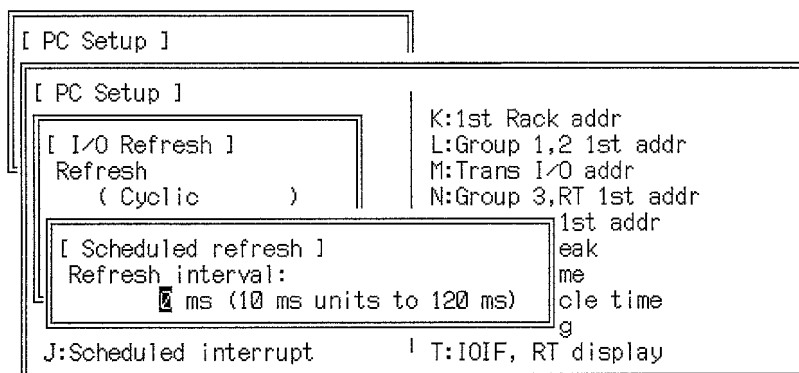 [ PC Setup ]
[ PC Setup ]
K:1st Rack addr
[ I/O Refresh ]
L:Group 1,2 1st addr
Refresh
M:Trans I/O addr
( Cyclic )
N:Group 3,RT 1st addr
1st addr
[ Scheduled refresh ]
eak
Refresh interval:
me
0 ms (10 ms units to 120 ms)
cle time
g
J:Scheduled interrupt
T:IOIF, RT display